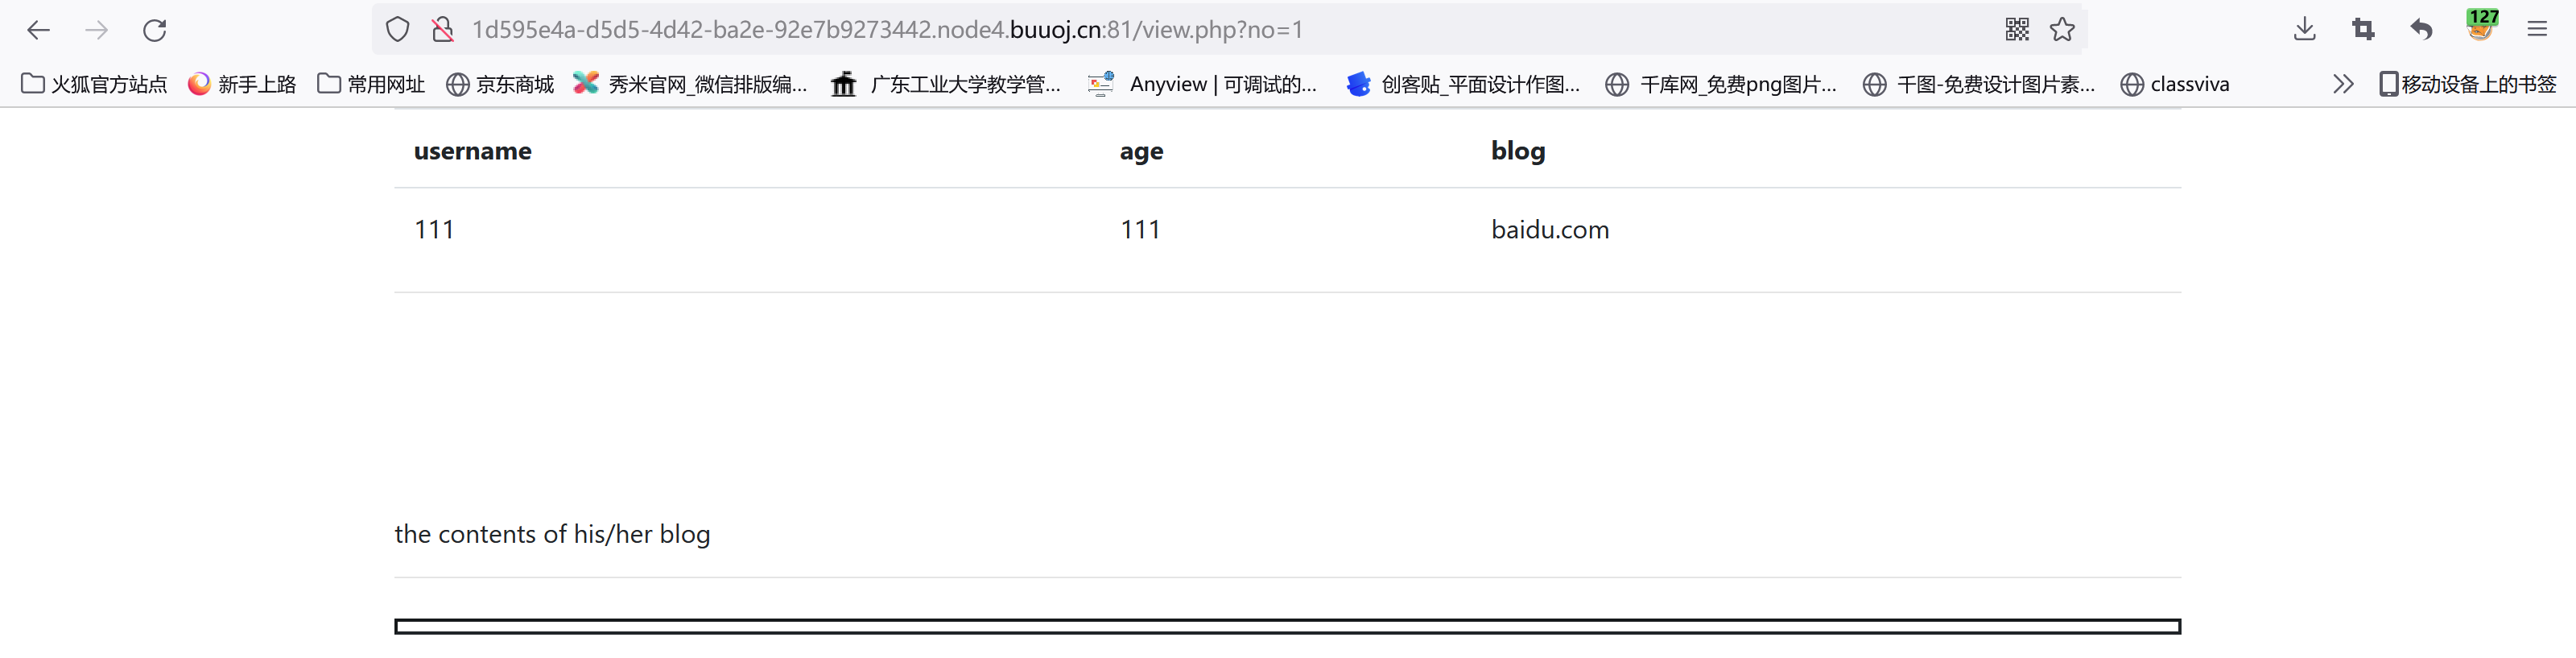 1d595e4a-d5d5-4d42-ba2e-92e7b9273442.node4.buuoj.cn:81/view.php?no=1
127
火狐官方站点 新手上路 常用网址 京东商城 秀米官网_微信排版编... 广东工业大学教学管... Anyview | 可调试的... 创客贴_平面设计作图... 千库网_免费png图片... 千图-免费设计图片素... classviva 移动设备上的书签
username age blog
111 111 baidu.com
the contents of his/her blog